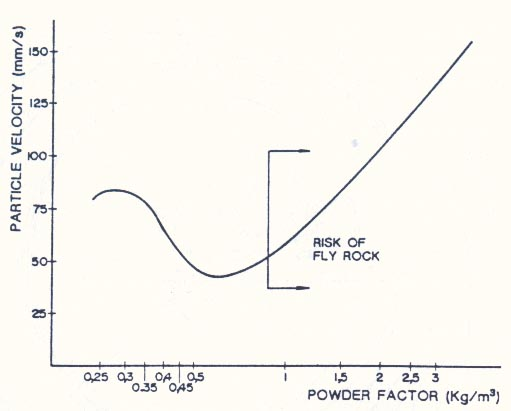 PARTICLE VELOCITY (mm/s)
150
125
100
75
50
25
RISK OF
FLY ROCK
0,25 0,3 0,35 0,4 0,45 0,5 1 1,5 2 2,5 3
POWDER FACTOR (Kg/m³)